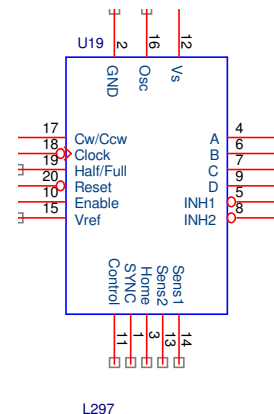 U19
2 16 12
GND Osc Vs
17 Cw/Ccw A 4
18 Clock B 6
19 Half/Full C 7
20 Reset D 9
10 Enable INH1 5
15 Vref INH2 8
Control SYNC Home Sens2 Sens1
11 1 3 13 14
L297